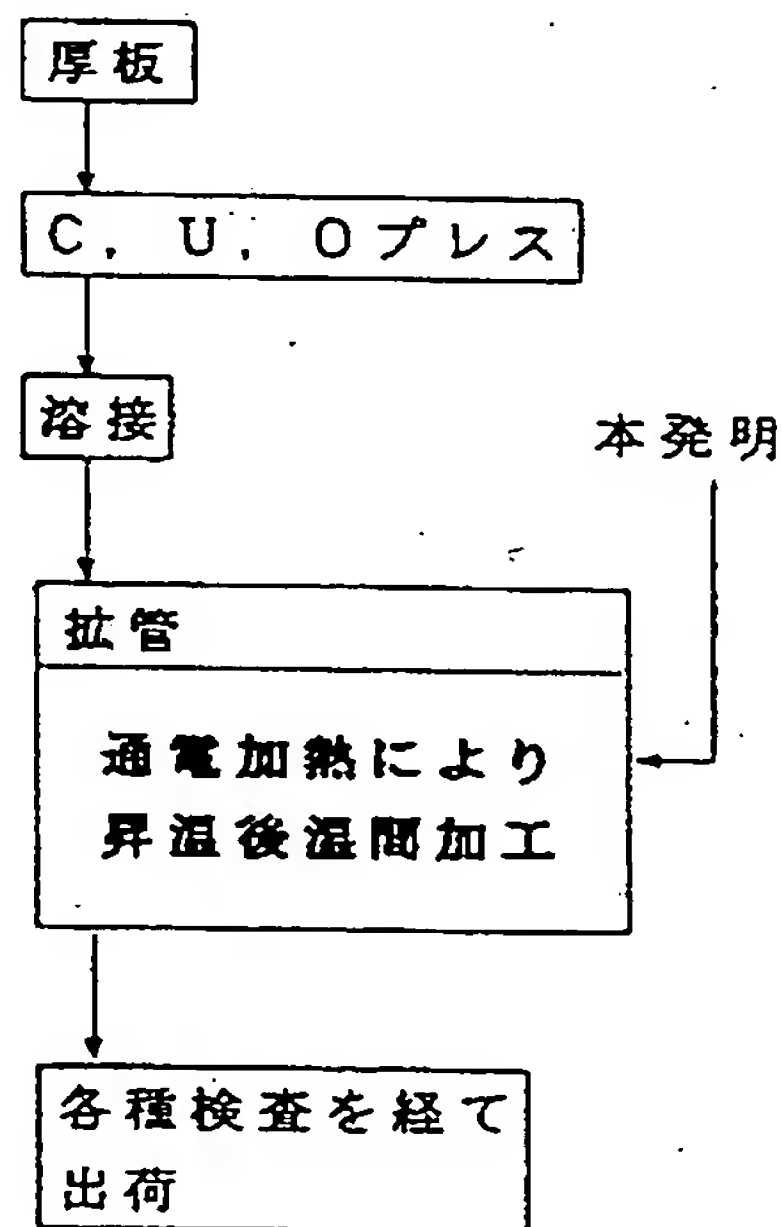 厚板
C, U, Oプレス
溶接
本発明
拡管
通電加熱により
昇温後温間加工
各種検査を経て
出荷